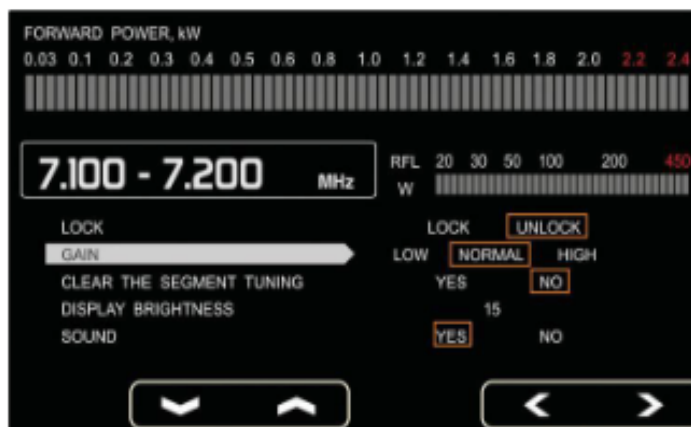 FORWARD POWER, kW
0.03 0.1 0.2 0.3 0.4 0.5 0.6 0.8 1.0 1.2 1.4 1.6 1.8 2.0 2.2 2.4
7.100 - 7.200 MHz
RFL 20 30 50 100 200 450
W
LOCK LOCK UNLOCK
GAIN LOW NORMAL HIGH
CLEAR THE SEGMENT TUNING YES NO
DISPLAY BRIGHTNESS 15
SOUND YES NO